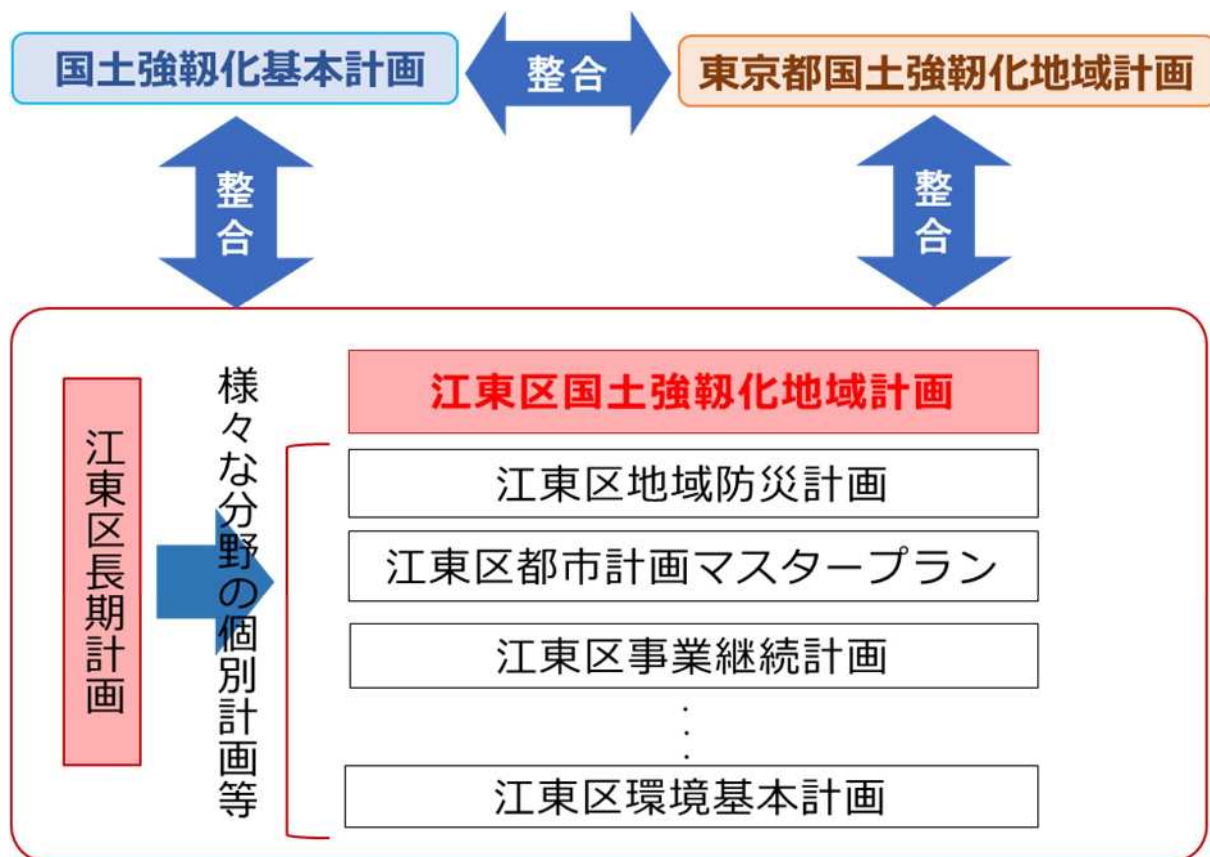 国土強靱化基本計画
整合
東京都国土強靱化地域計画
整合
整合
江東区長期計画
様々な分野の個別計画等
江東区国土強靱化地域計画
江東区地域防災計画
江東区都市計画マスタープラン
江東区事業継続計画
・・・
江東区環境基本計画